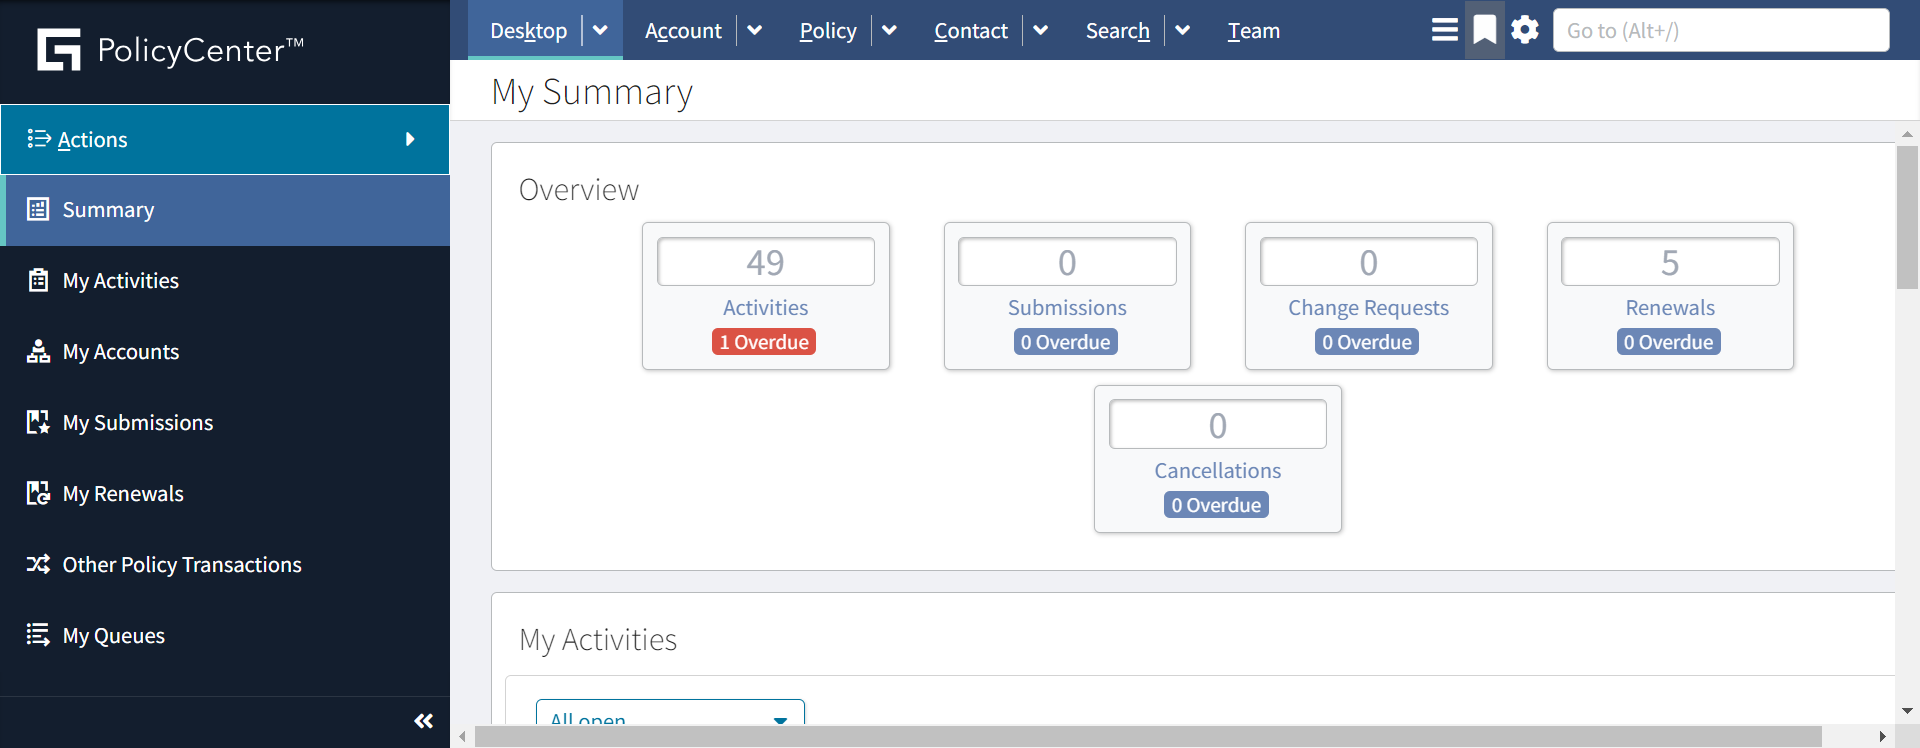 PolicyCenter™
Desktop
Account
Policy
Contact
Search
Team
Go to (Alt+/)
Actions
Summary
My Activities
My Accounts
My Submissions
My Renewals
Other Policy Transactions
My Queues
My Summary
Overview
49
Activities
1 Overdue
0
Submissions
0 Overdue
0
Change Requests
0 Overdue
5
Renewals
0 Overdue
0
Cancellations
0 Overdue
My Activities
All open